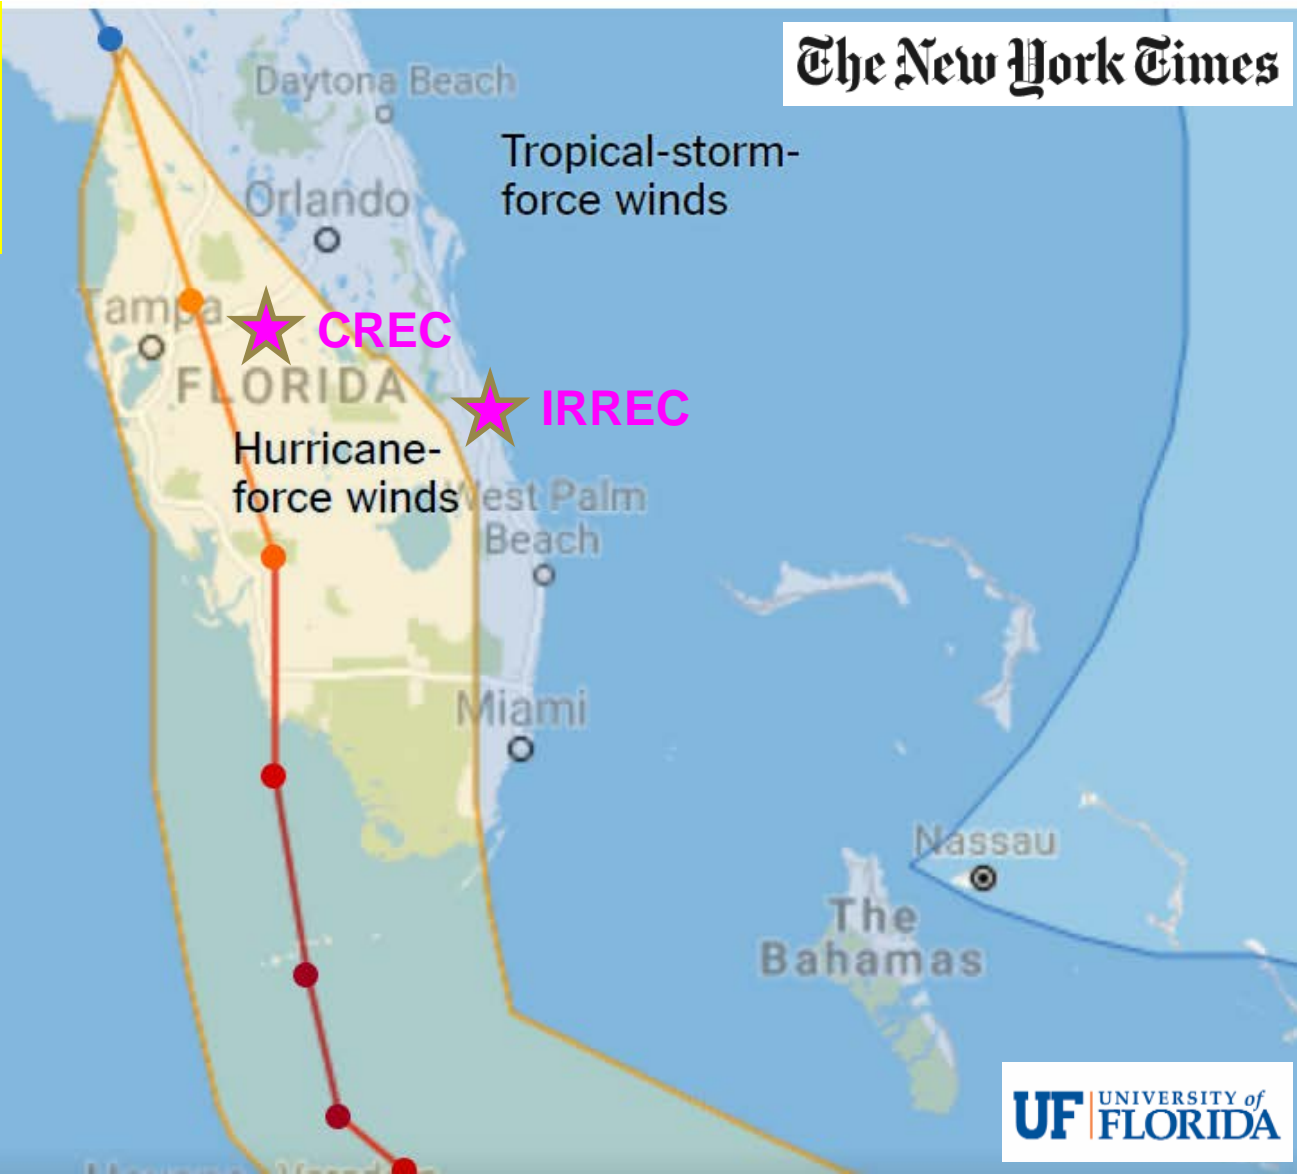 The New York Times
Daytona Beach
Tropical-storm-
force winds
Orlando
Tampa
CREC
FLORIDA
IRREC
Hurricane-
force winds
West Palm
Beach
Miami
Nassau
The
Bahamas
UF UNIVERSITY of
FLORIDA